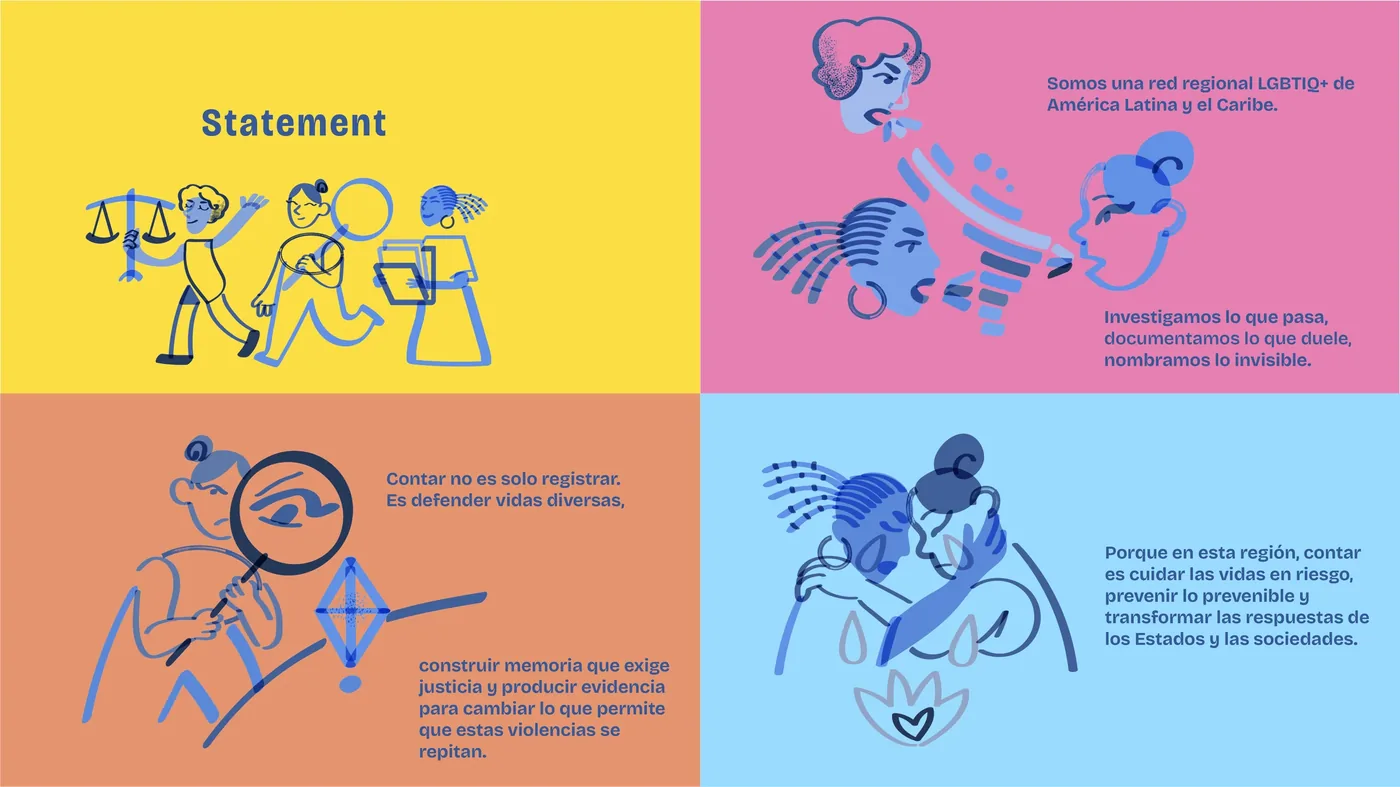 Statement
Somos una red regional LGBTIQ+ de
América Latina y el Caribe.
Investigamos lo que pasa,
documentamos lo que duele,
nombramos lo invisible.
Contar no es solo registrar.
Es defender vidas diversas,
construir memoria que exige
justicia y producir evidencia
para cambiar lo que permite
que estas violencias se
repitan.
Porque en esta región, contar
es cuidar las vidas en riesgo,
prevenir lo prevenible y
transformar las respuestas de
los Estados y las sociedades.